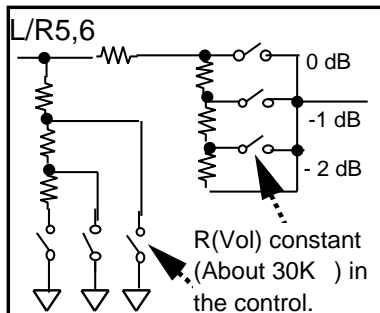 L/R5,6
0 dB
-1 dB
- 2 dB
R(Vol) constant
(About 30K ) in
the control.